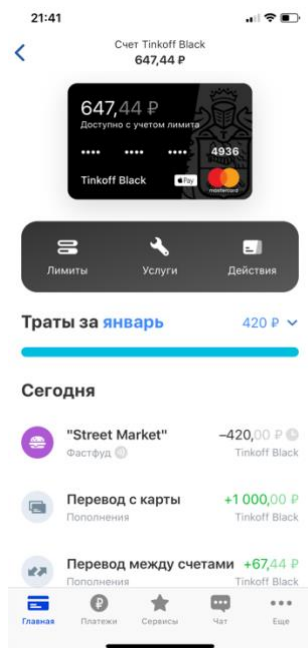 21:41
Счет Tinkoff Black
647,44 ₽
647,44 ₽
Доступно с учетом лимита
•••• •••• •••• 4936
Tinkoff Black Pay mastercard
Лимиты Услуги Действия
Траты за январь 420 ₽
Сегодня
"Street Market" –420,00 ₽
Фастфуд Tinkoff Black
Перевод с карты +1 000,00 ₽
Пополнения Tinkoff Black
Перевод между счетами +67,44 ₽
Пополнения Tinkoff Black
Главная Платежи Сервисы Чат Еще